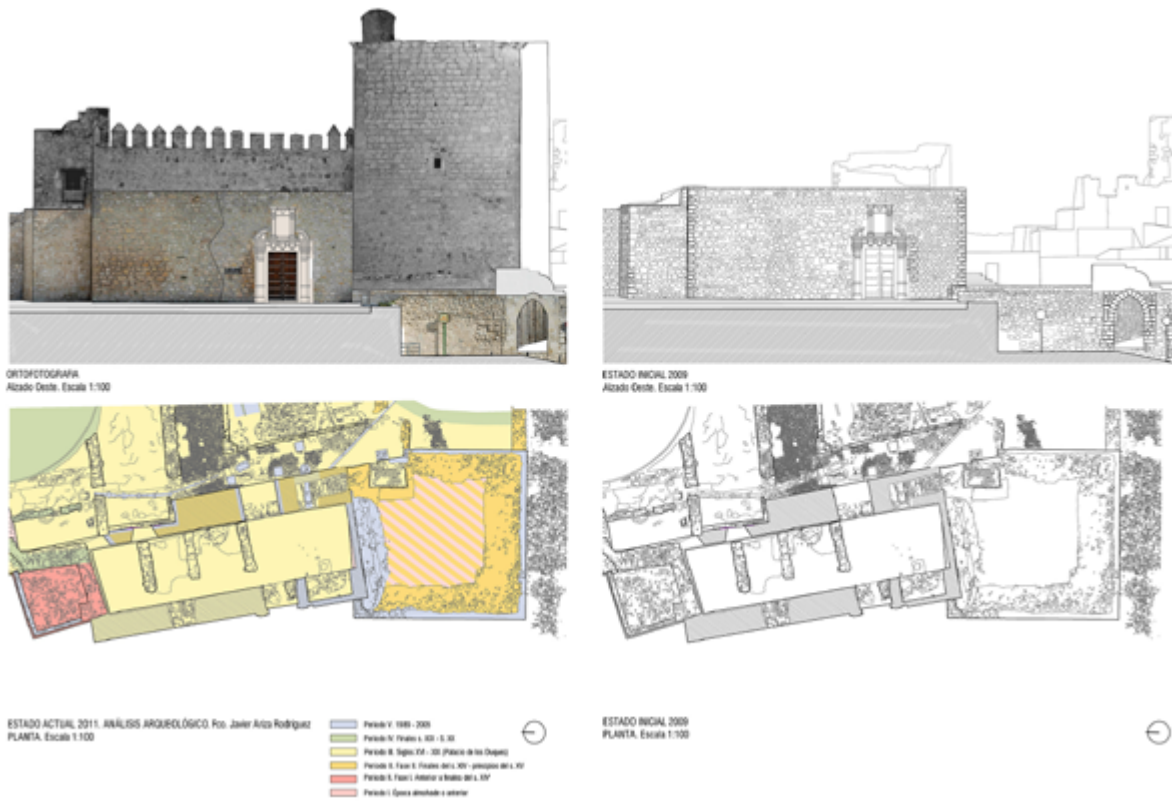 ORTOFOTOGRAFIA
Alzado Oeste. Escala 1:100
ESTADO INICIAL 2009
Alzado Oeste. Escala 1:100
ESTADO ACTUAL 2011. ANÁLISIS ARQUEOLÓGICO. Fco. Javier Ariza Rodríguez
PLANTA. Escala 1:100
Periodo V. 1989 - 2005
Periodo IV. Finales s. XIX - S. XX
Periodo III. Siglos XVI - XIX (Palacio de los Duques)
Periodo II. Fase II. Finales del s. XIV - principios del s. XV
Periodo II. Fase I. Anterior a finales del s. XIV
Periodo I. Época almohade o anterior
ESTADO INICIAL 2009
PLANTA. Escala 1:100